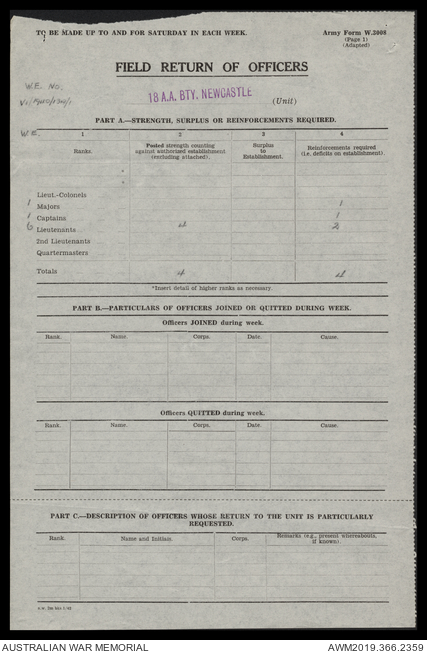 TO BE MADE UP TO AND FOR SATURDAY IN EACH WEEK.
Army Form W.3008
(Page 1)
(Adapted)
FIELD RETURN OF OFFICERS
W.E. No.
18 A.A. BTY. NEWCASTLE
(Unit)
PART A.—STRENGTH, SURPLUS OR REINFORCEMENTS REQUIRED.
W.E. 1 2 3 4
Ranks.
Posted strength counting against authorized establishment (excluding attached).
Surplus to Establishment.
Reinforcements required (i.e. deficits on establishment).
Lieut.-Colonels
1 Majors 1
1 Captains 1
6 Lieutenants 4 2
2nd Lieutenants
Quartermasters
Totals 4 4
*Insert detail of higher ranks as necessary.
PART B.—PARTICULARS OF OFFICERS JOINED OR QUITTED DURING WEEK.
Officers JOINED during week.
Rank. Name. Corps. Date. Cause.
Officers QUITTED during week.
Rank. Name. Corps. Date. Cause.
PART C.—DESCRIPTION OF OFFICERS WHOSE RETURN TO THE UNIT IS PARTICULARLY
REQUESTED.
Rank. Name and Initials. Corps. Remarks (e.g., present whereabouts, if known).
AUSTRALIAN WAR MEMORIAL
AWM2019.366.2359